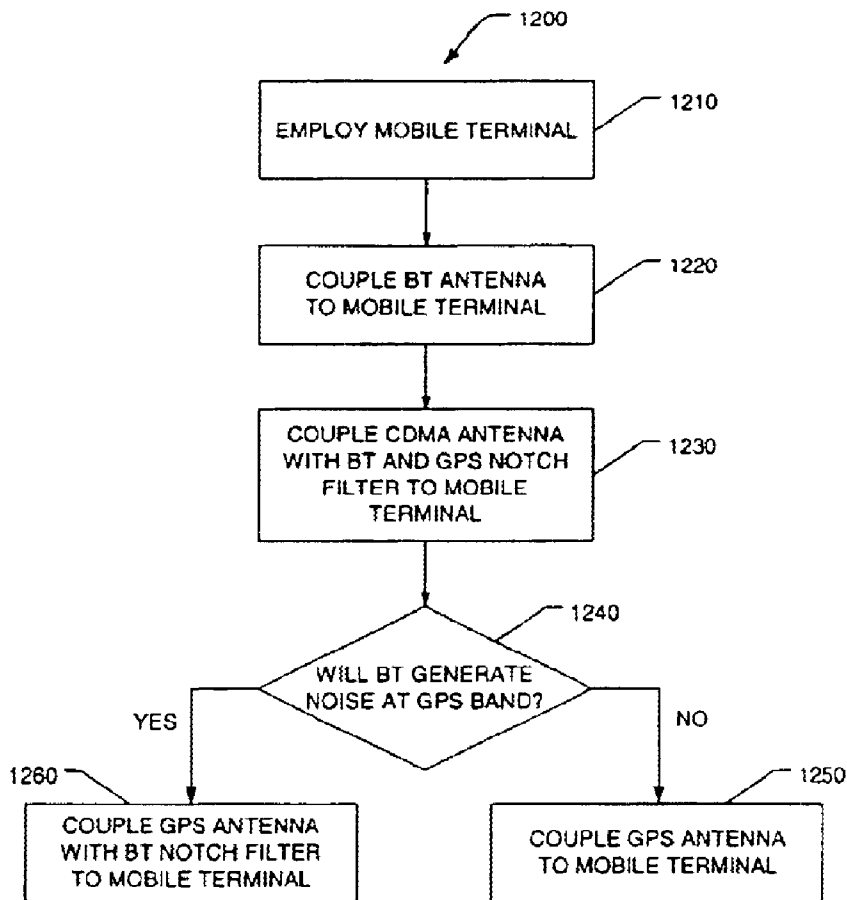 1200
1210
EMPLOY MOBILE TERMINAL
1220
COUPLE BT ANTENNA
TO MOBILE TERMINAL
1230
COUPLE CDMA ANTENNA
WITH BT AND GPS NOTCH
FILTER TO MOBILE
TERMINAL
1240
WILL BT GENERATE
NOISE AT GPS BAND?
YES
NO
1260
COUPLE GPS ANTENNA
WITH BT NOTCH FILTER
TO MOBILE TERMINAL
1250
COUPLE GPS ANTENNA
TO MOBILE TERMINAL